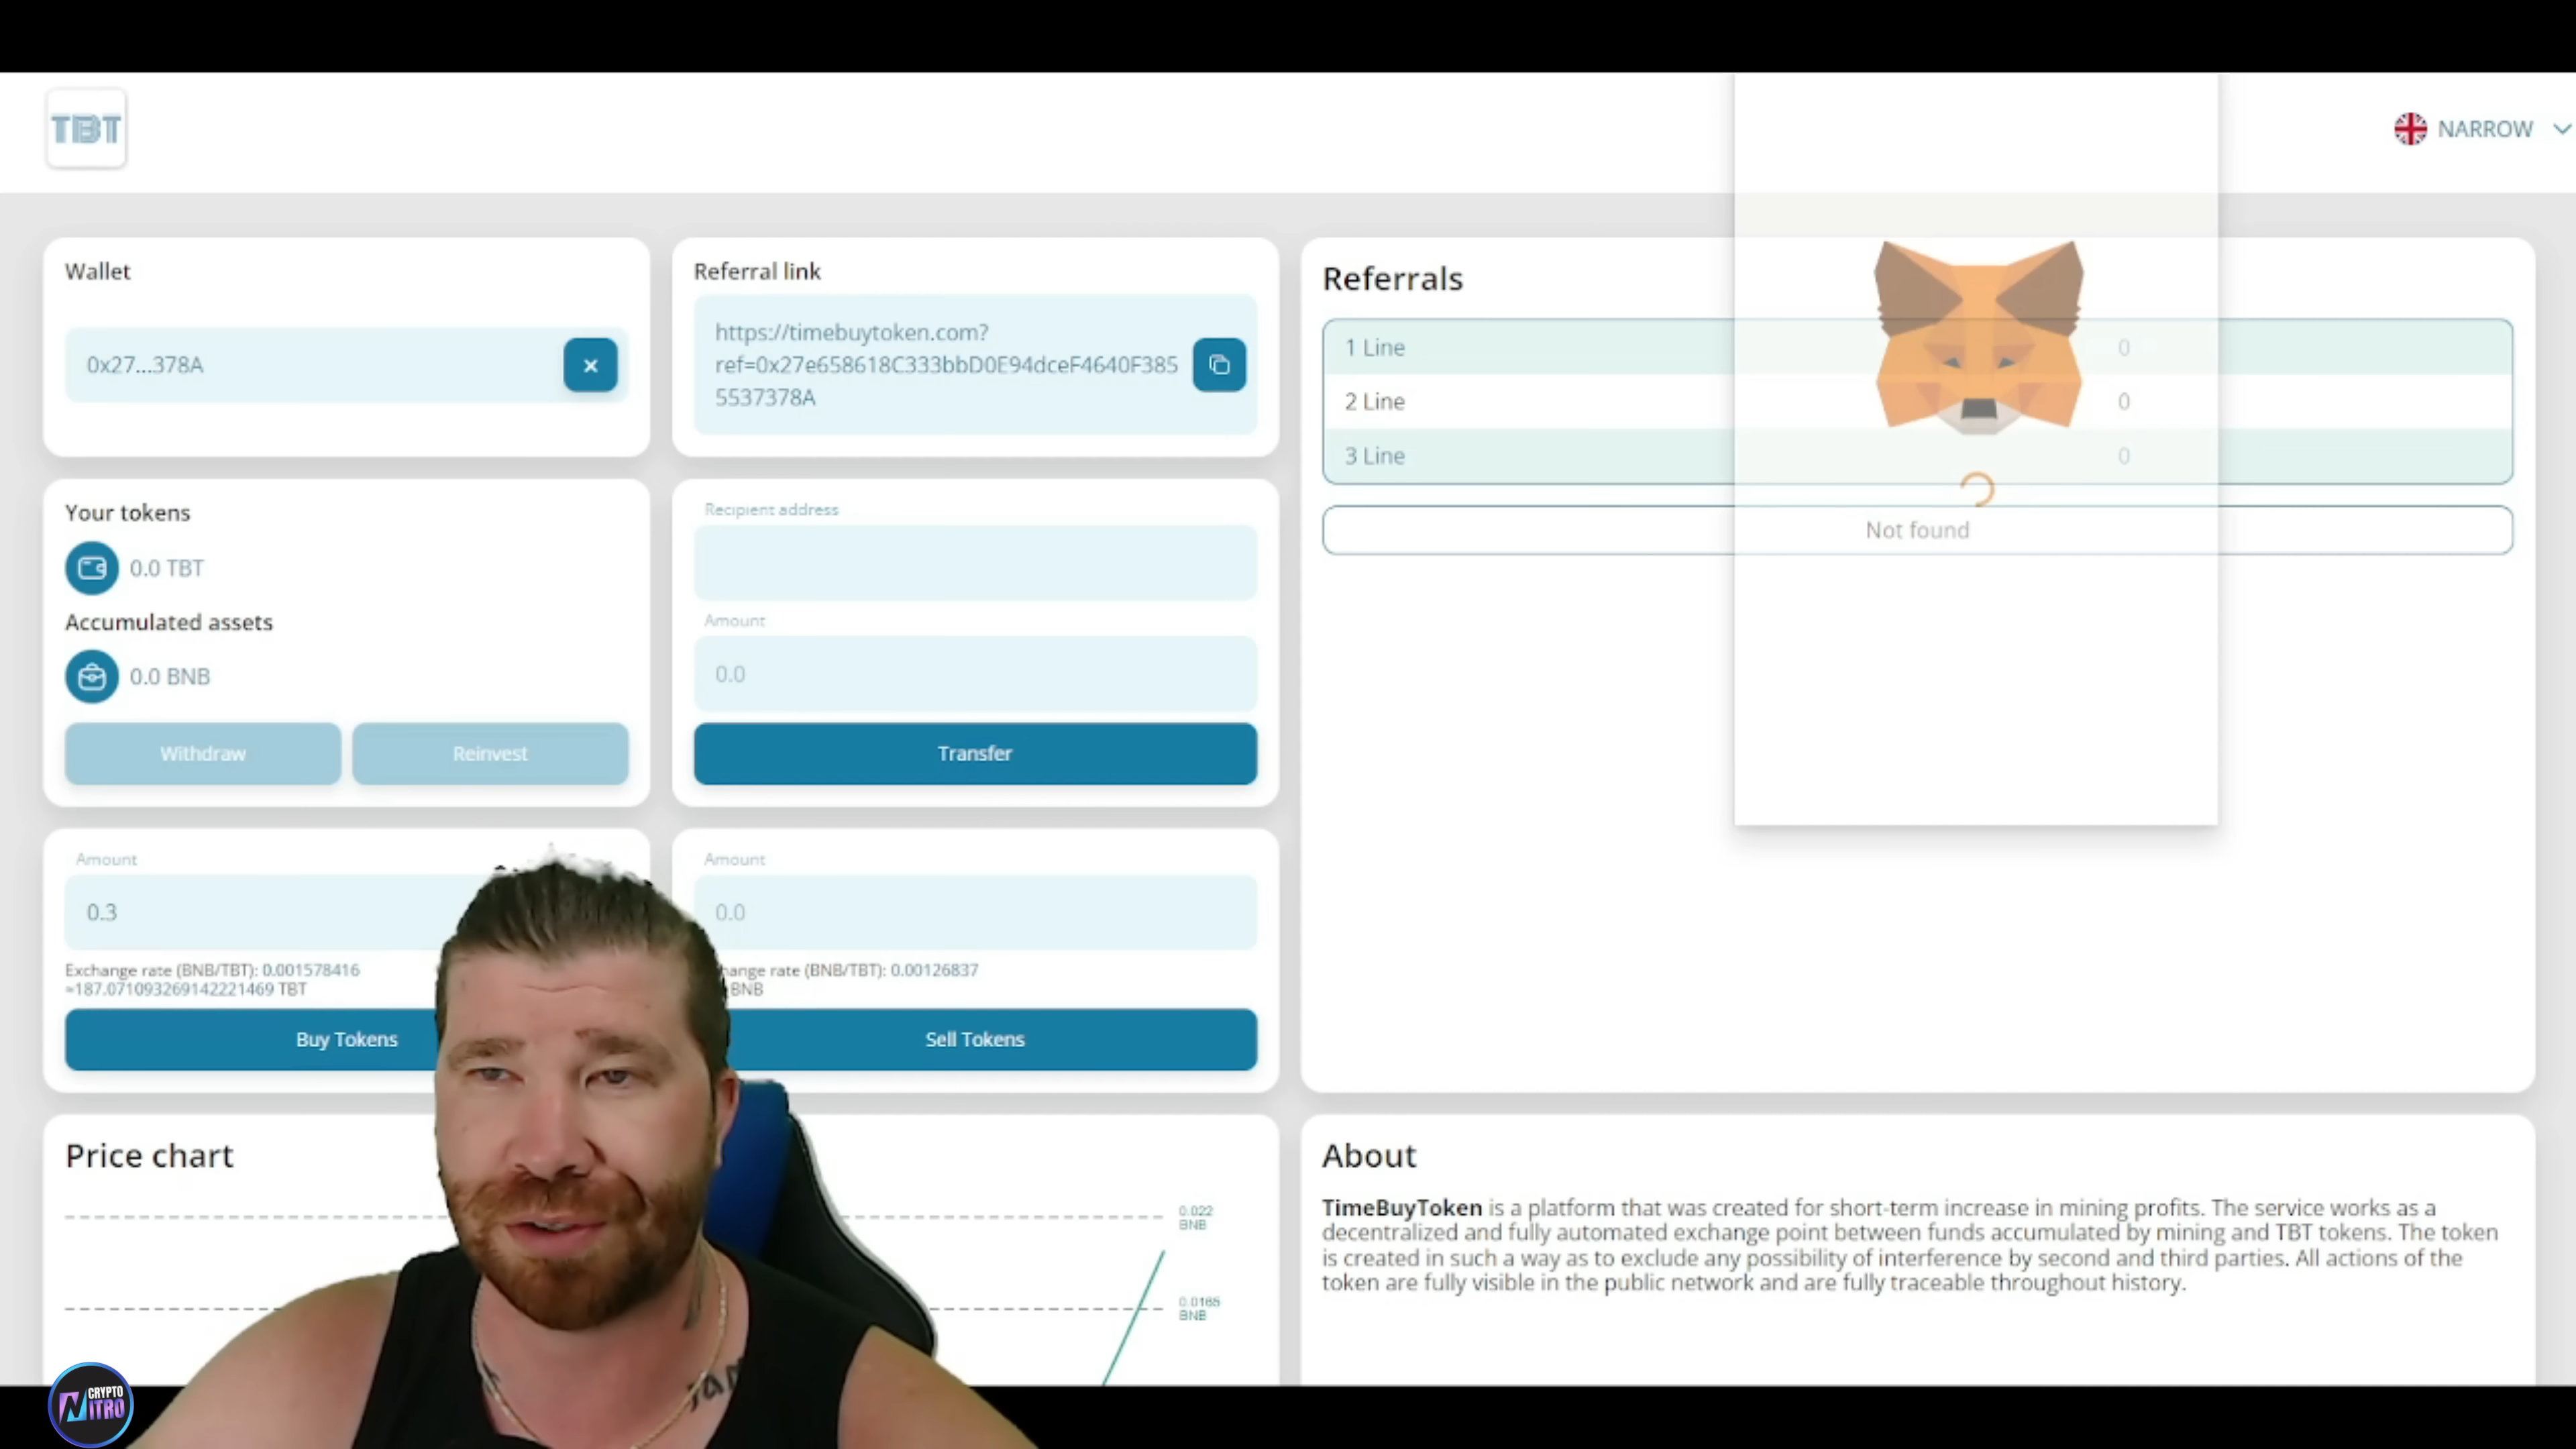 TBT
NARROW
Wallet
0x27...378A
Referral link
https://timebuytoken.com?
ref=0x27e658618C333bbD0E94dceF4640F385
5537378A
Referrals
1 Line 0
2 Line 0
3 Line 0
Not found
Your tokens
0.0 TBT
Accumulated assets
0.0 BNB
Withdraw
Reinvest
Recipient address
Amount
0.0
Transfer
Amount
0.3
Exchange rate (BNB/TBT): 0.001578416
≈187.071093269142221469 TBT
Buy Tokens
Amount
0.0
hange rate (BNB/TBT): 0.00126837
BNB
Sell Tokens
Price chart
0.022
BNB
0.0165
BNB
About
TimeBuyToken is a platform that was created for short-term increase in mining profits. The service works as a
decentralized and fully automated exchange point between funds accumulated by mining and TBT tokens. The token
is created in such a way as to exclude any possibility of interference by second and third parties. All actions of the
token are fully visible in the public network and are fully traceable throughout history.
CRYPTO
NITRO